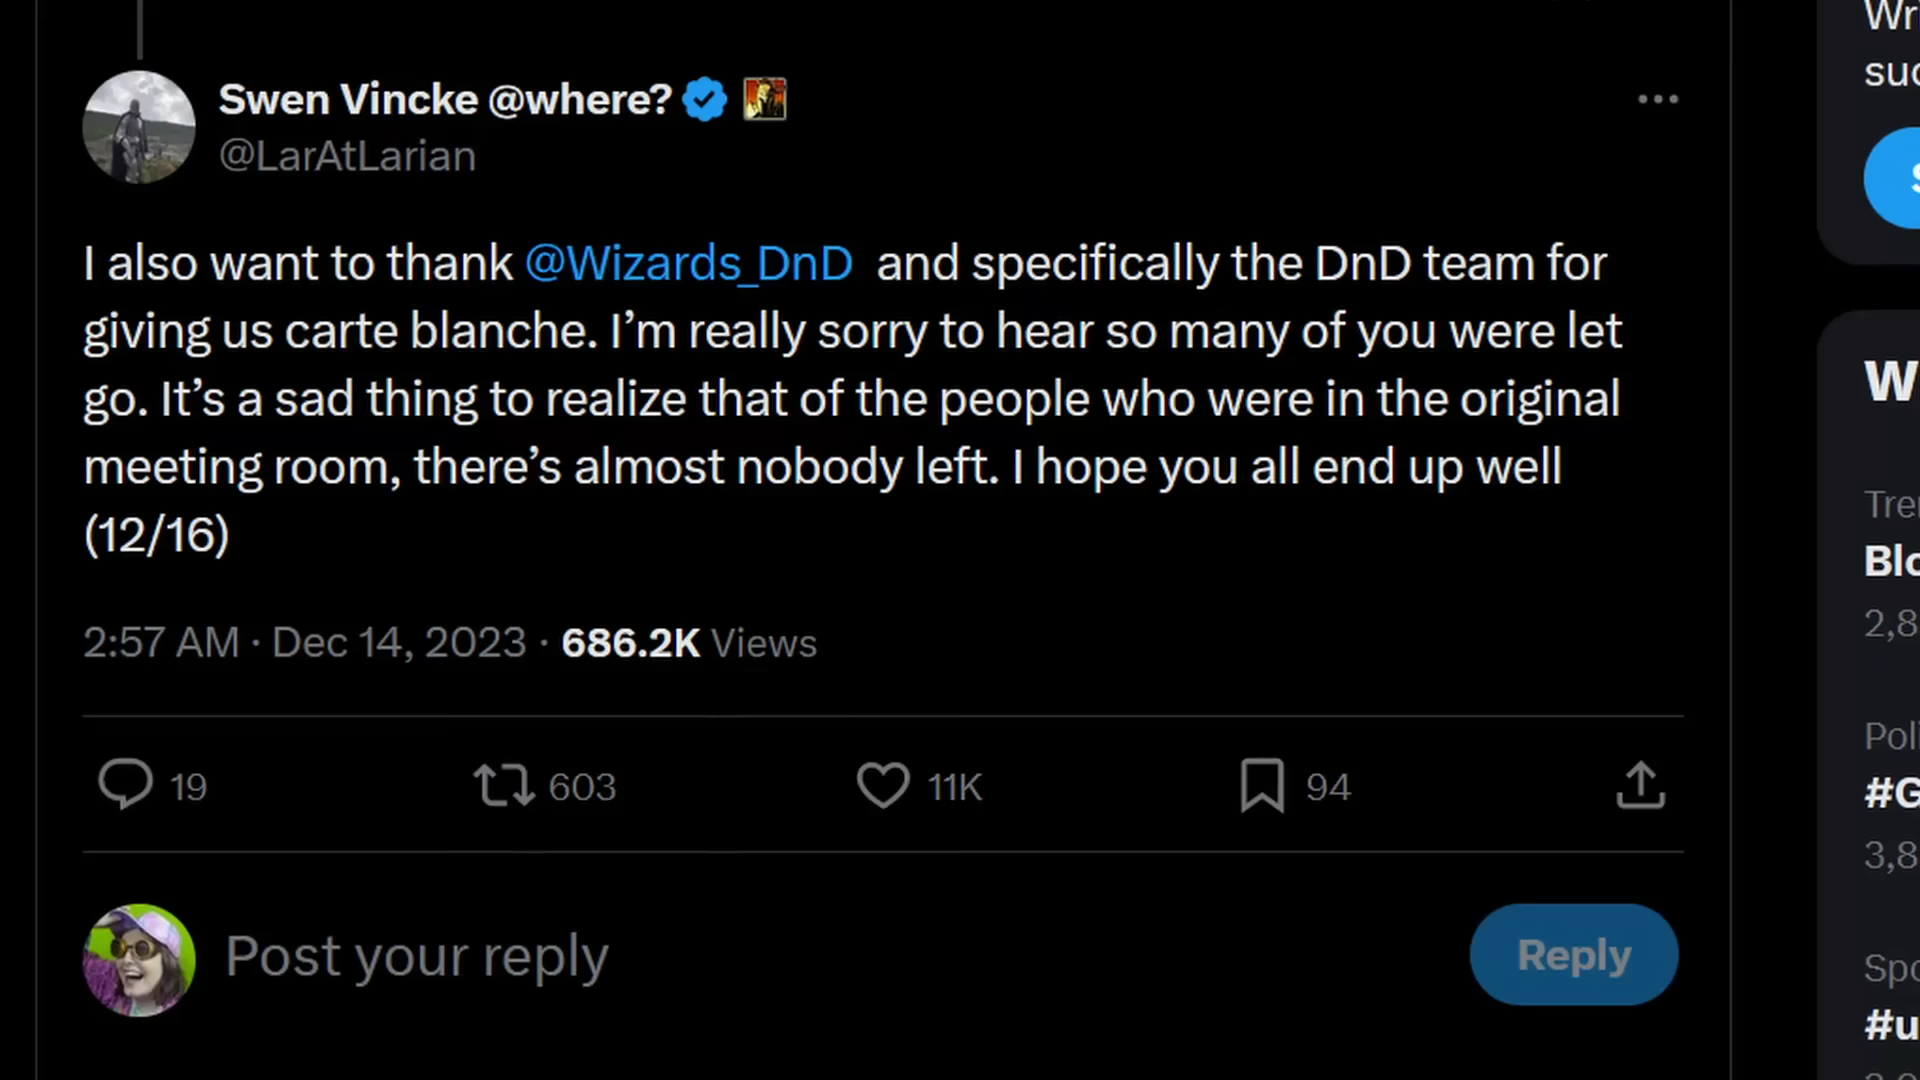 Swen Vincke @where?
@LarAtLarian
I also want to thank @Wizards_DnD and specifically the DnD team for
giving us carte blanche. I’m really sorry to hear so many of you were let
go. It’s a sad thing to realize that of the people who were in the original
meeting room, there’s almost nobody left. I hope you all end up well
(12/16)
2:57 AM · Dec 14, 2023 · 686.2K Views
19 603 11K 94
Post your reply
Reply